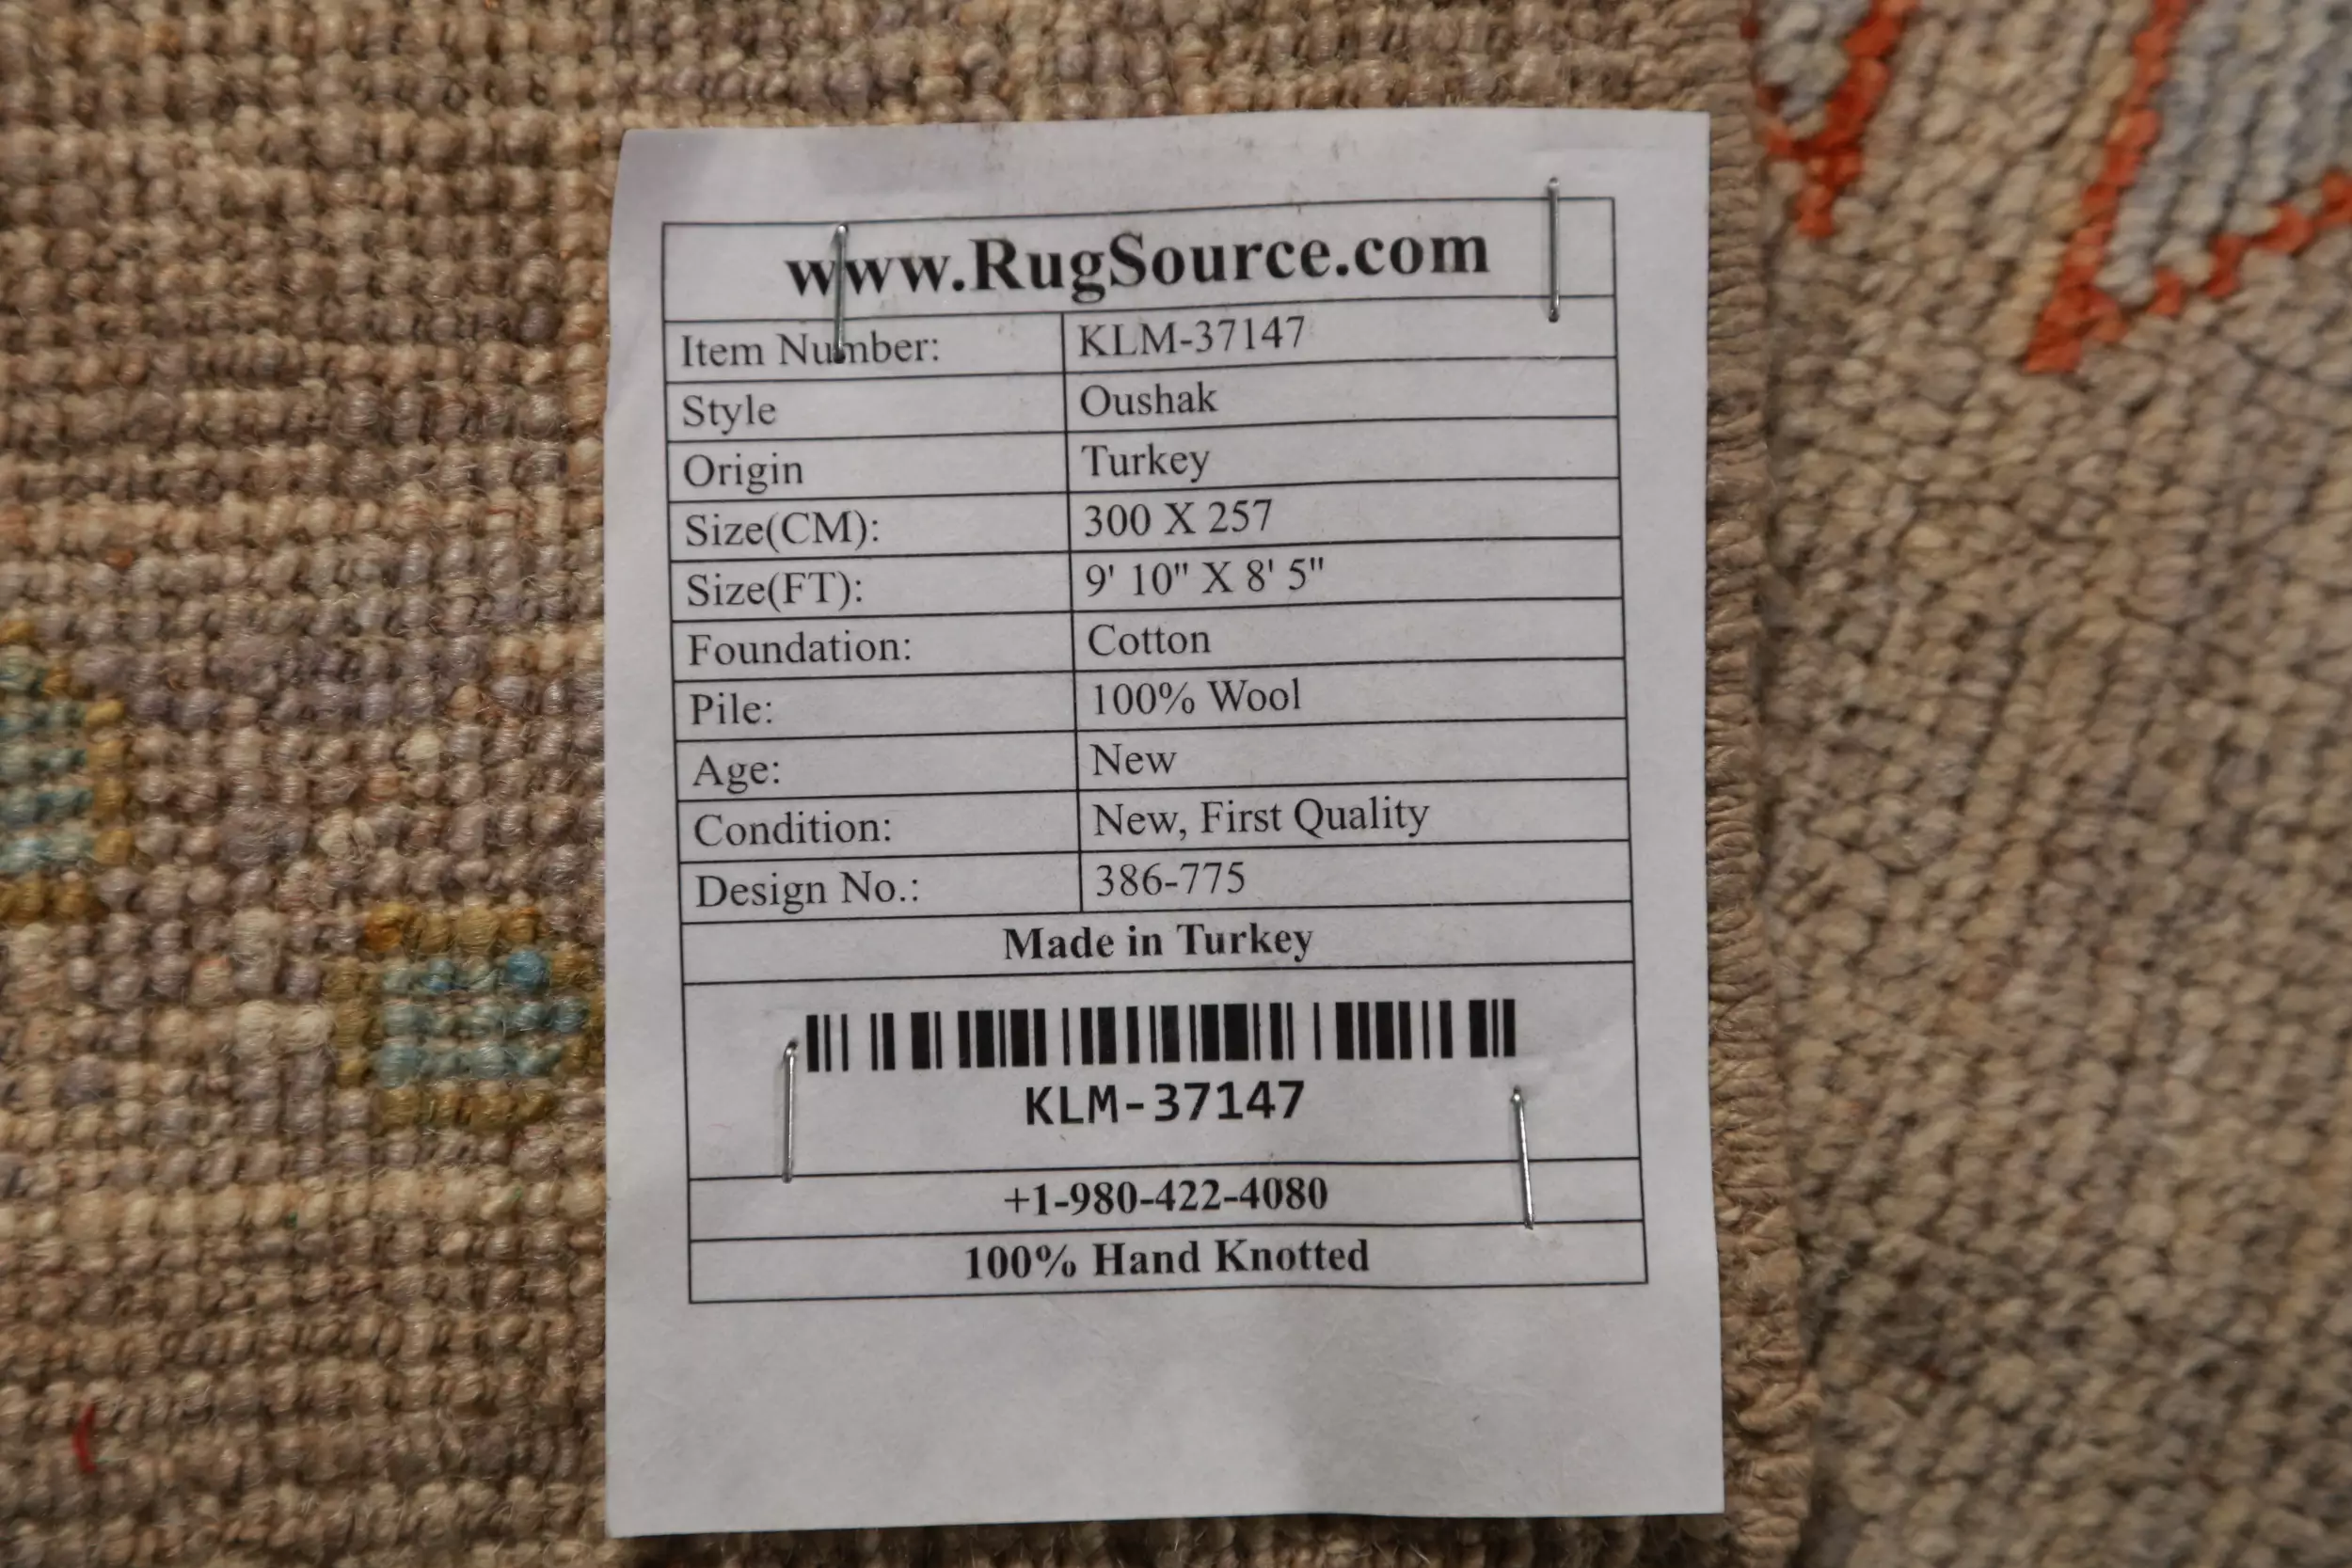 www.RugSource.com
Item Number: KLM-37147
Style Oushak
Origin Turkey
Size(CM): 300 X 257
Size(FT): 9' 10" X 8' 5"
Foundation: Cotton
Pile: 100% Wool
Age: New
Condition: New, First Quality
Design No.: 386-775
Made in Turkey
KLM-37147
+1-980-422-4080
100% Hand Knotted